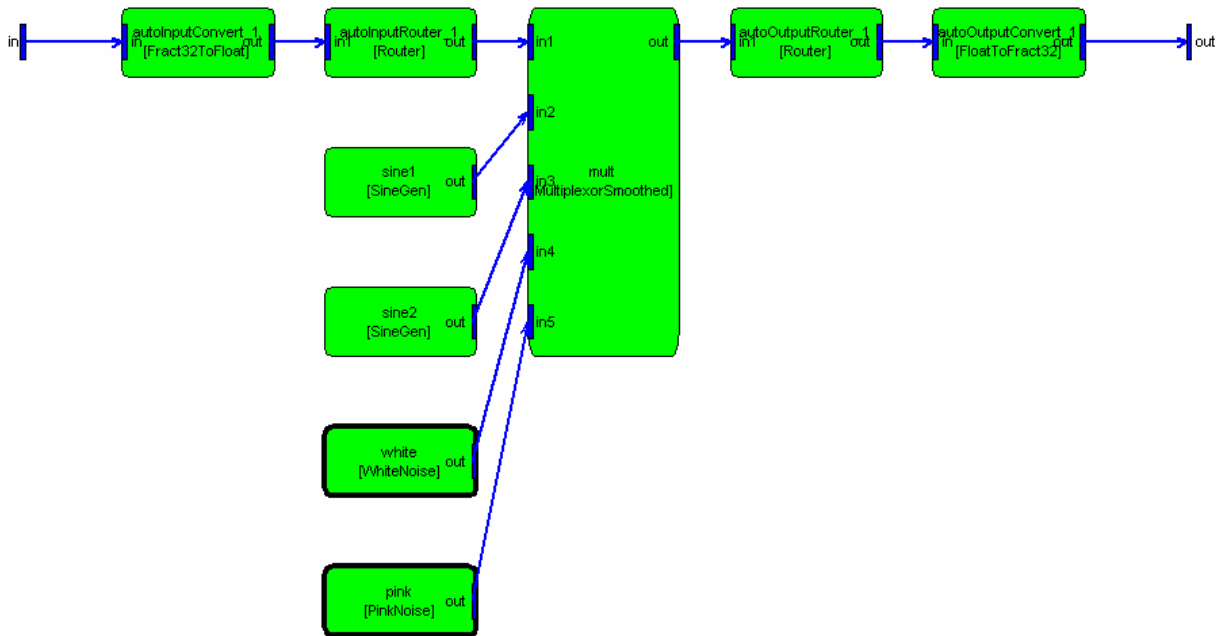 in
autoInputConvert_1
in
out
[Fract32ToFloat]
autoInputRouter_1
in1
out
[Router]
in1
out
in2
in3
in4
in5
mult
MultiplexorSmoothed]
autoOutputRouter_1
in1
out
[Router]
autoOutputConvert_1
in
out
[FloatToFract32]
out
sine1
[SineGen]
out
sine2
[SineGen]
out
white
[WhiteNoise]
out
pink
[PinkNoise]
out